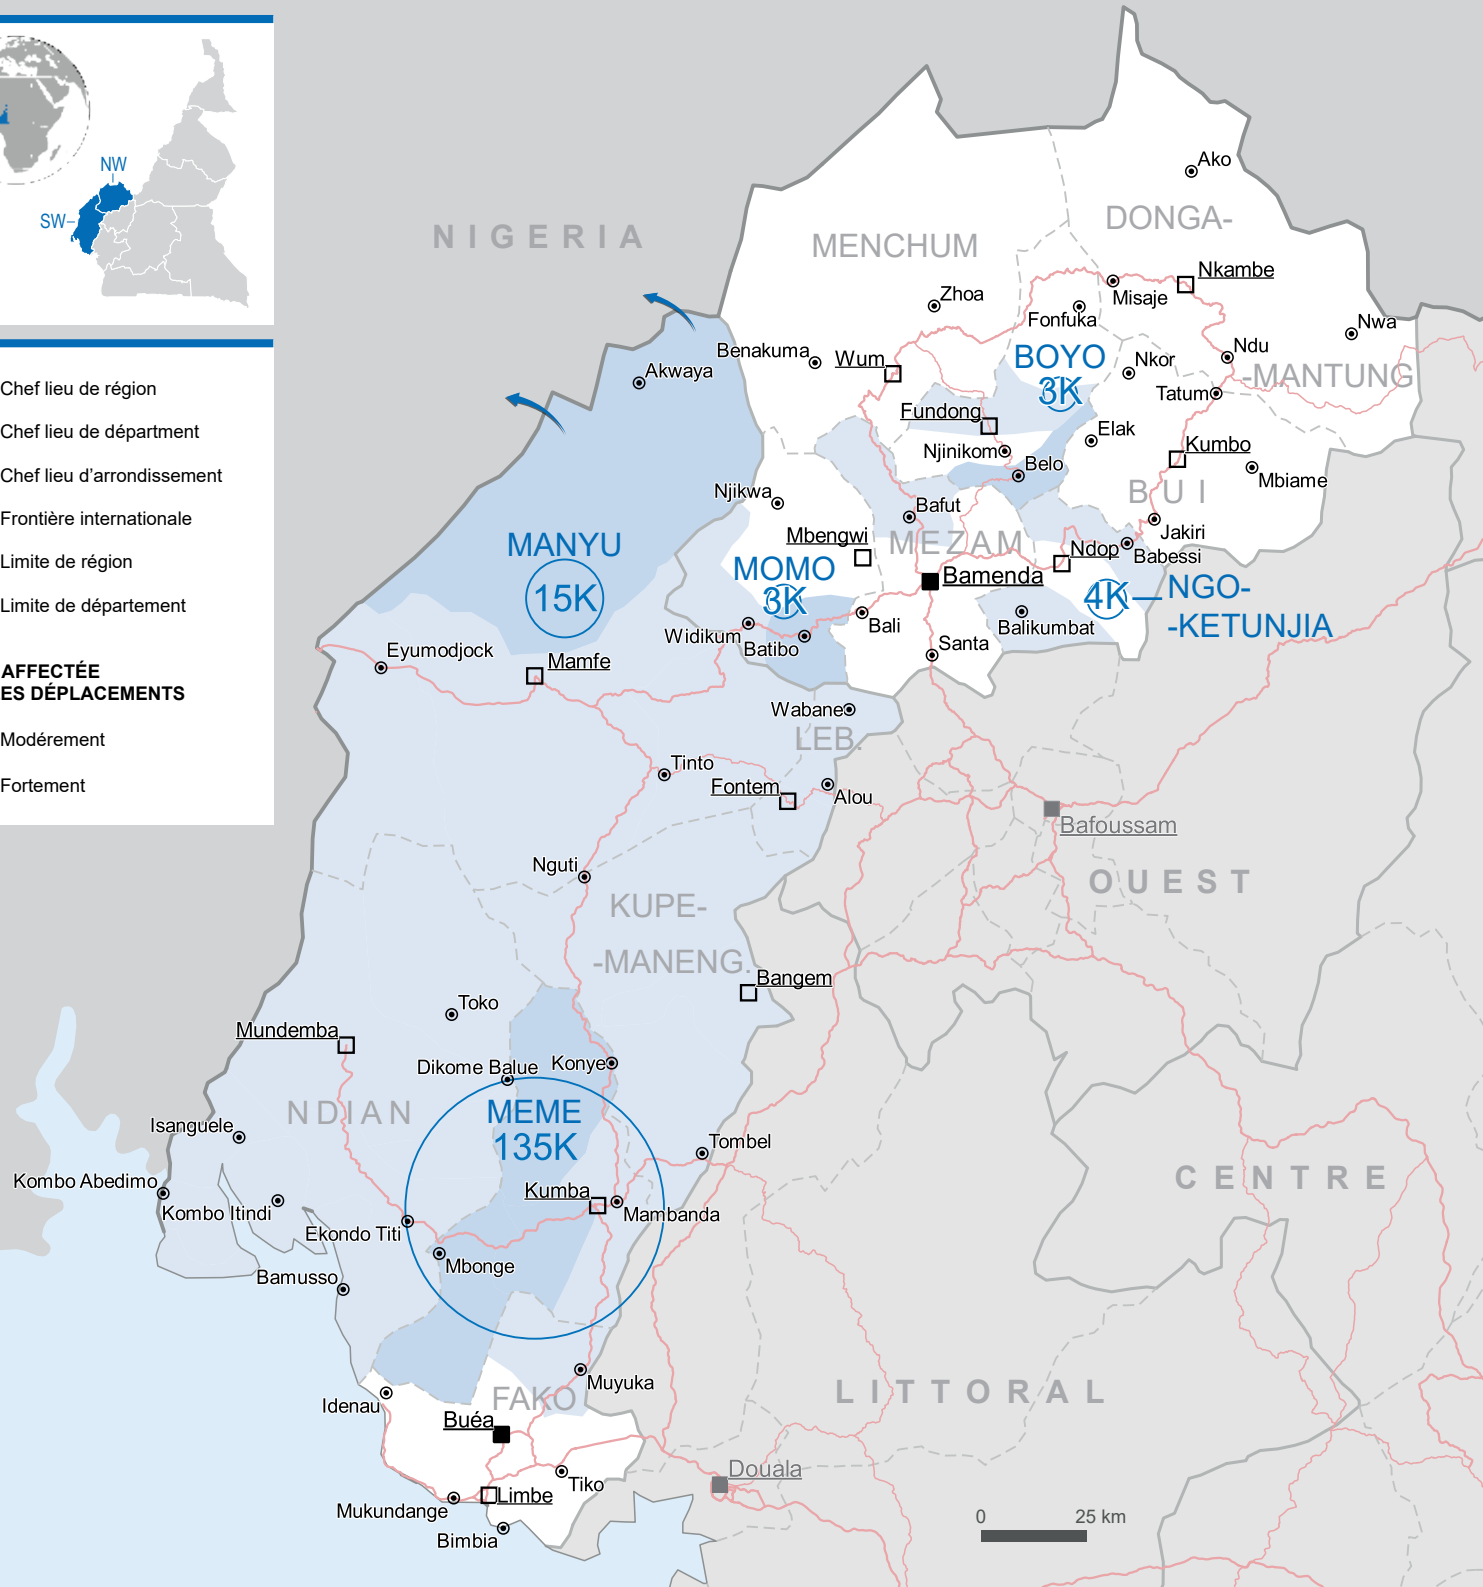 NW
SW
Chef lieu de région
Chef lieu de départment
Chef lieu d'arrondissement
Frontière internationale
Limite de région
Limite de département
AFFECTÉE
ES DÉPLACEMENTS
Modérement
Fortement
NIGERIA
Ako
DONGA-
MENCHUM
Nkambe
Misaje
Zhoa
Fonfuka
Nwa
Ndu
Benakuma
Wum
BOYO
3K
Nkor
-MANTUNG
Akwaya
Tatum
Fundong
Elak
Kumbo
Njinikom
Belo
Mbiame
BUI
Njikwa
Bafut
Jakiri
Mbengwi
MEZAM
Ndop
Babessi
MANYU
15K
MOMO
3K
Bamenda
4K
NGO-
-KETUNJIA
Bali
Balikumbat
Widikum
Batibo
Santa
Eyumodjock
Mamfe
Wabane
LEB.
Tinto
Fontem
Alou
Bafoussam
Nguti
OUEST
KUPE-
-MANENG.
Bangem
Toko
Mundemba
Dikome Balue
Konye
NDIAN
MEME
135K
Isanguele
Tombel
Kombo Abedimo
Kumba
Mambanda
CENTRE
Kombo Itindi
Ekondo Titi
Mbonge
Bamusso
Muyuka
LITTORAL
Idenau
FAKO
Buéa
Douala
Tiko
Limbe
Mukundange
Bimbia
0 25 km